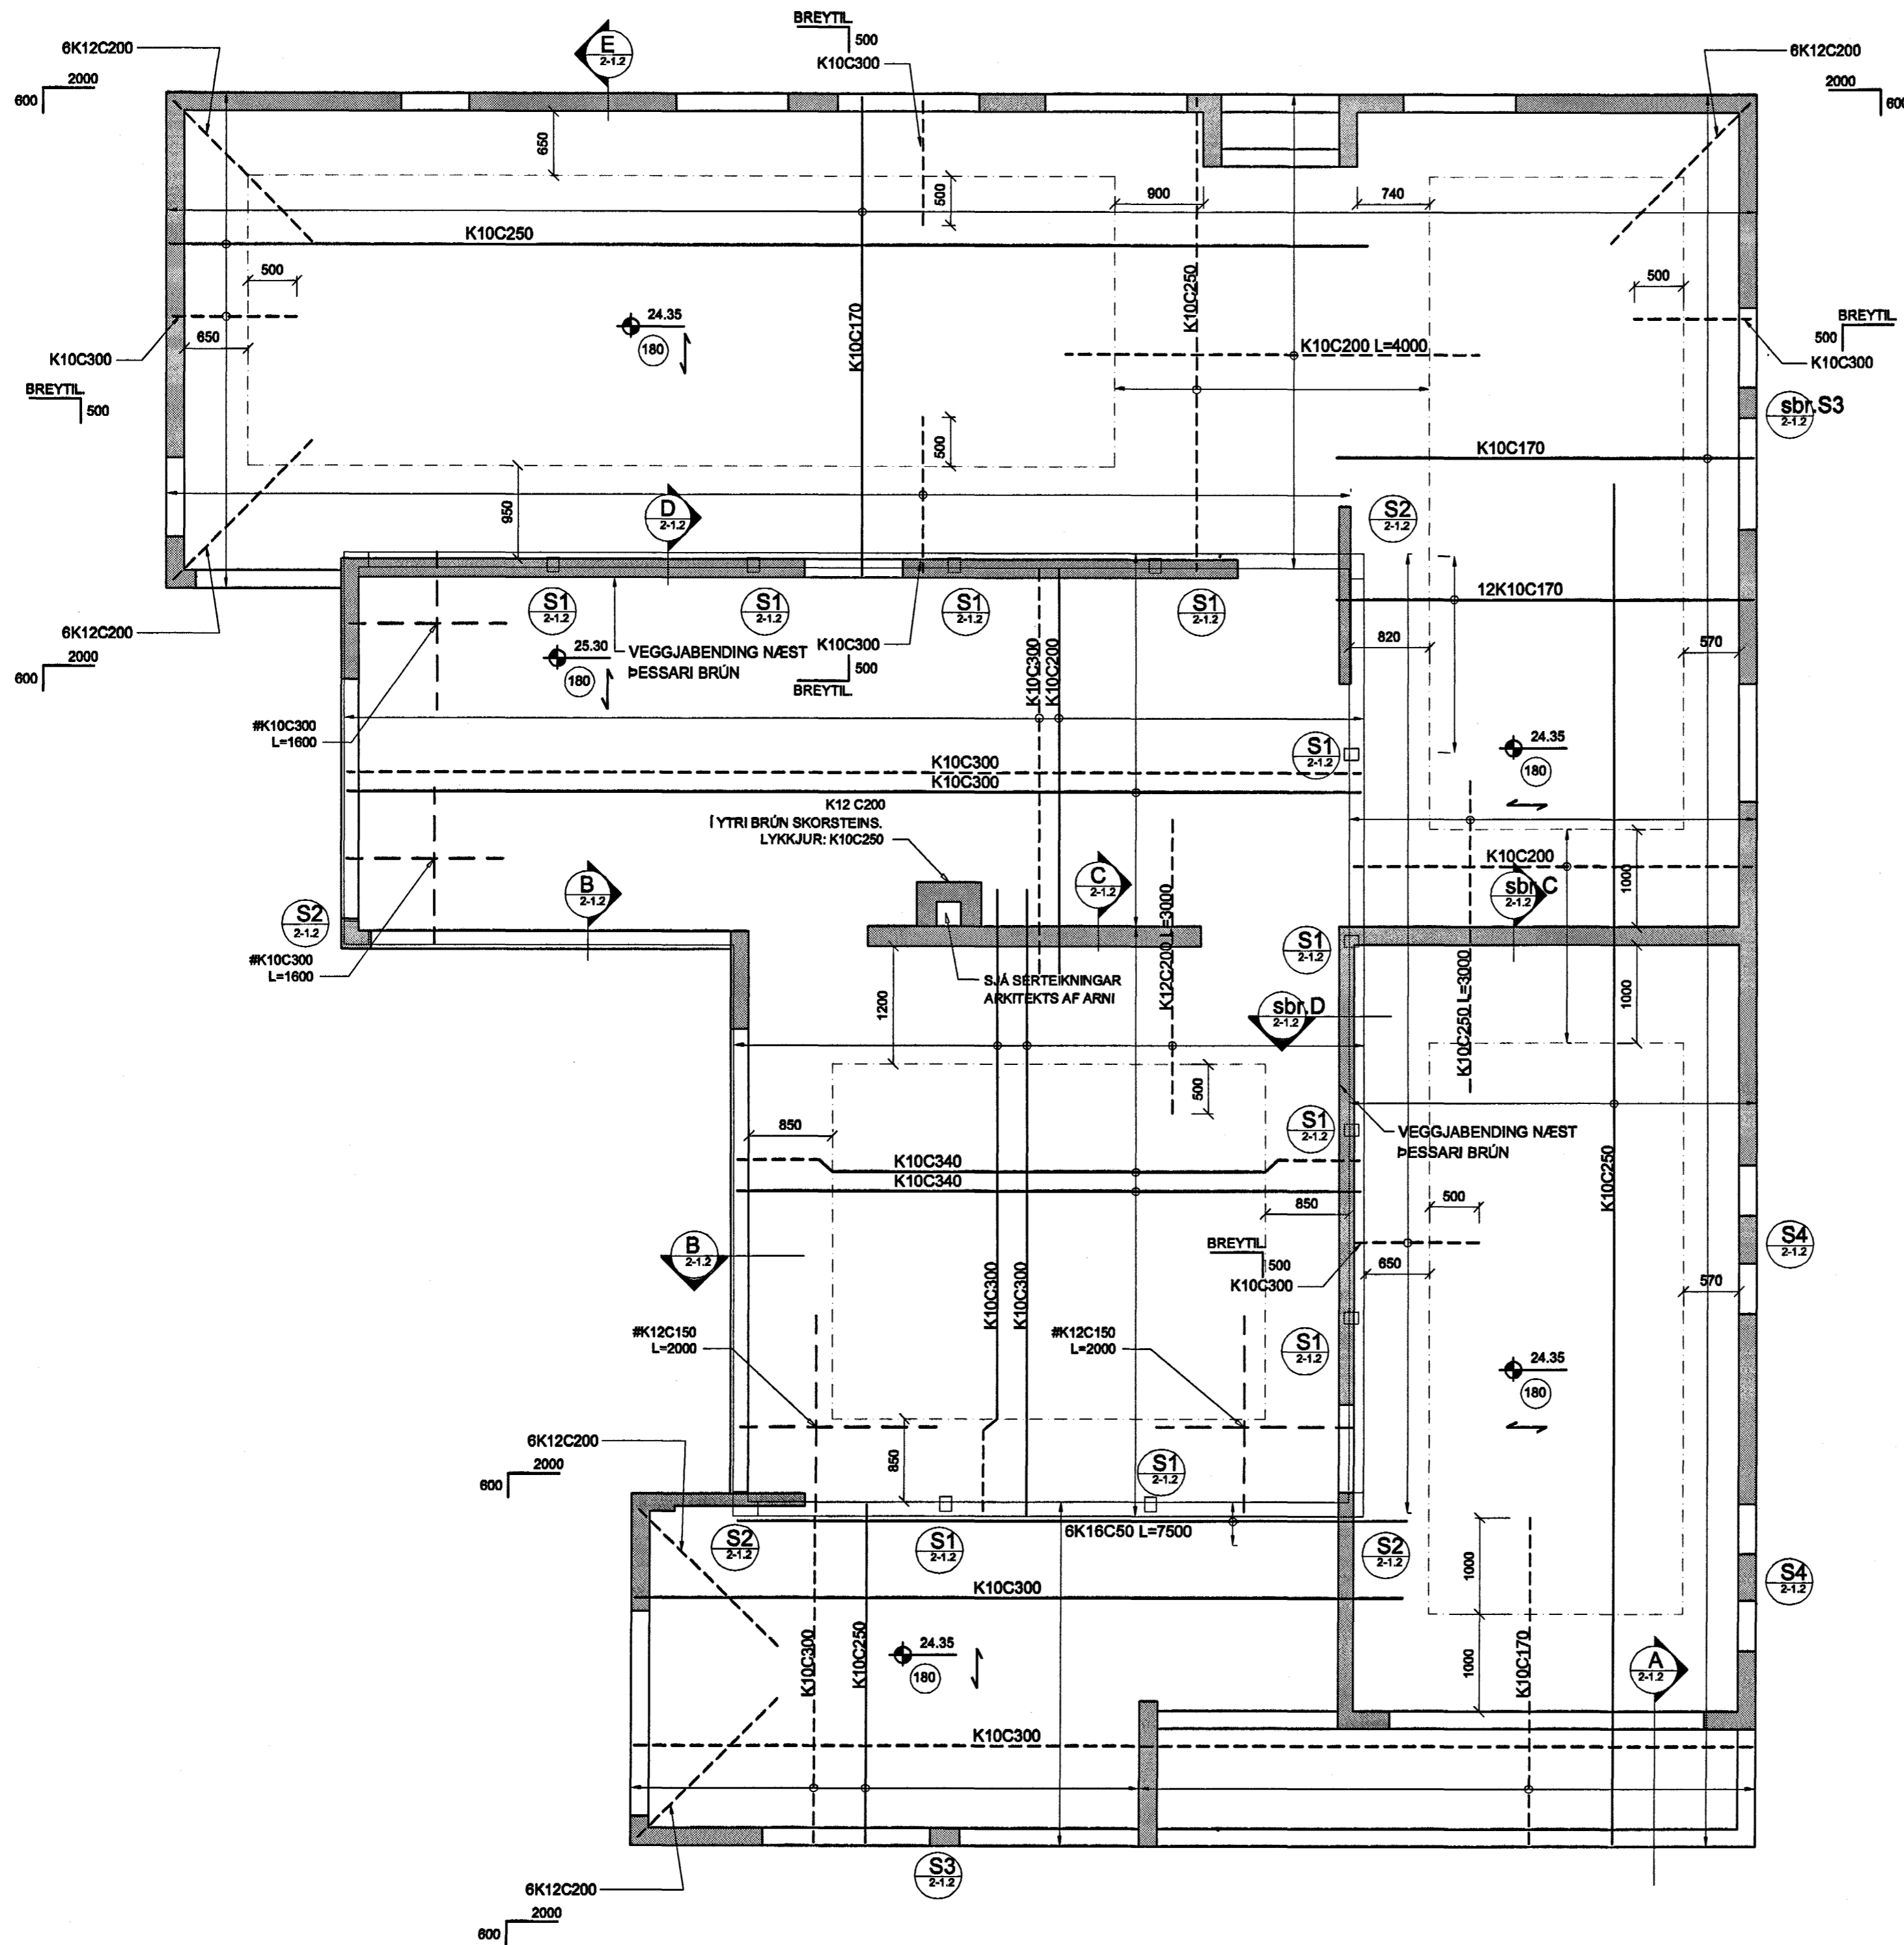 BREYTIL.
500
K10C300
6K12C200
2000
600
E
2-1.2
6K12C200
2000
600
650
500
900
740
K10C250
500
650
K10C300
BREYTIL.
500
24.35
180
K10C170
K10C250
K10C200 L=4000
500
BREYTIL.
500
K10C300
sbr.S3
2-1.2
K10C170
500
950
D
2-1.2
S2
2-1.2
S1
2-1.2
S1
2-1.2
S1
2-1.2
S1
2-1.2
12K10C170
820
570
6K12C200
2000
600
25.30
180
VEGGJABENDING NÆST
ÞESSARI BRÚN
K10C300
500
BREYTIL.
K10C300
K10C200
#K10C300
L=1600
S1
2-1.2
24.35
180
K10C300
K10C300
K12 C200
Í YTRI BRÚN SKORSTEINS.
LYKKJUR: K10C250
K10C200
1000
B
2-1.2
C
2-1.2
sbr.C
2-1.2
S2
2-1.2
K12C200 L=3000
S1
2-1.2
#K10C300
L=1600
SJÁ SÉRTEIKNINGAR
ARKITEKTS AF ARNI
1200
sbr.D
2-1.2
K10C250 L=3000
1000
500
850
S1
2-1.2
VEGGJABENDING NÆST
ÞESSARI BRÚN
K10C340
K10C340
K10C250
850
500
B
2-1.2
BREYTIL.
500
K10C300
650
S4
2-1.2
570
K10C300
K10C300
#K12C150
L=2000
#K12C150
L=2000
S1
2-1.2
24.35
180
6K12C200
2000
600
850
S1
2-1.2
6K16C50 L=7500
S2
2-1.2
S1
2-1.2
S2
2-1.2
1000
S4
2-1.2
K10C300
24.35
180
K10C300
K10C250
1000
K10C170
A
2-1.2
K10C300
S3
2-1.2
6K12C200
2000
600